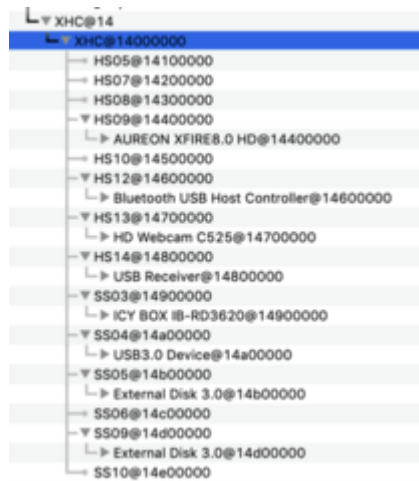 XHC@14
XHC@14000000
HS05@14100000
HS07@14200000
HS08@14300000
HS09@14400000
AUREON XFIRE8.0 HD@14400000
HS10@14500000
HS12@14600000
Bluetooth USB Host Controller@14600000
HS13@14700000
HD Webcam C525@14700000
HS14@14800000
USB Receiver@14800000
SS03@14900000
ICY BOX IB-RD3620@14900000
SS04@14a00000
USB3.0 Device@14a00000
SS05@14b00000
External Disk 3.0@14b00000
SS06@14c00000
SS09@14d00000
External Disk 3.0@14d00000
SS10@14e00000